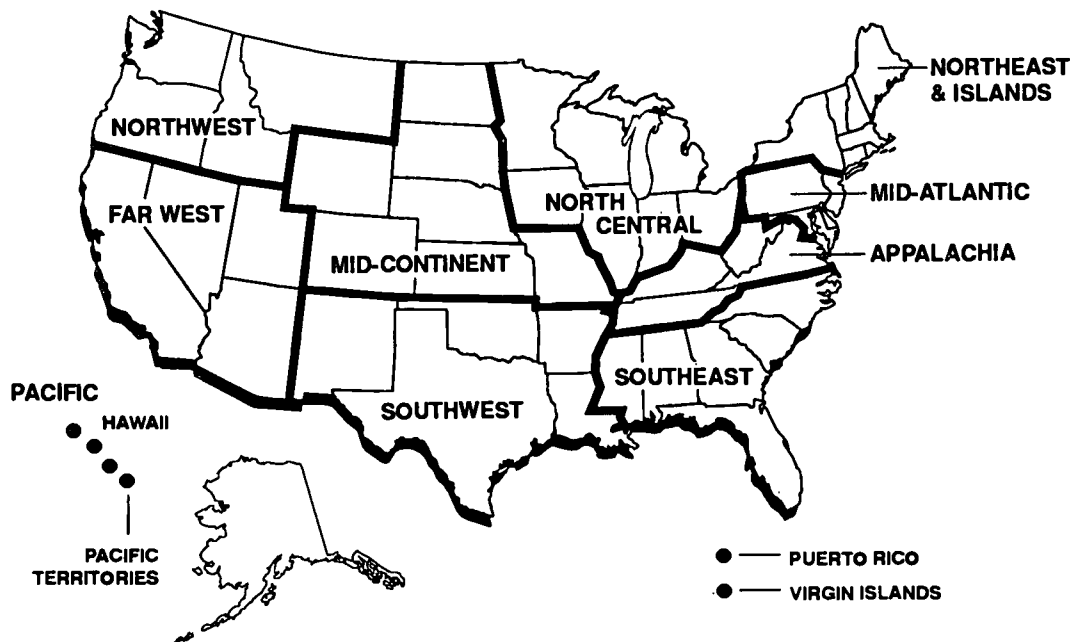 NORTHEAST
& ISLANDS
NORTHWEST
MID-ATLANTIC
NORTH
CENTRAL
FAR WEST
APPALACHIA
MID-CONTINENT
SOUTHEAST
PACIFIC
SOUTHWEST
HAWAII
PACIFIC
TERRITORIES
PUERTO RICO
VIRGIN ISLANDS